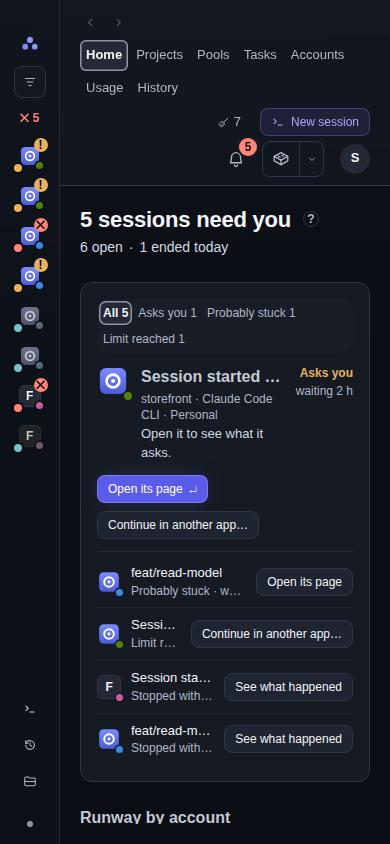 Home Projects Pools Tasks Accounts
Usage History
7 New session
5
5
S
!
!
!
F
F
5 sessions need you ?
6 open · 1 ended today
All 5 Asks you 1 Probably stuck 1
Limit reached 1
Session started … Asks you
storefront · Claude Code waiting 2 h
CLI · Personal
Open it to see what it
asks.
Open its page
Continue in another app…
feat/read-model
Probably stuck · w… Open its page
Sessi…
Limit r… Continue in another app…
F
Session sta…
Stopped with… See what happened
feat/read-m…
Stopped with… See what happened
Runway by account